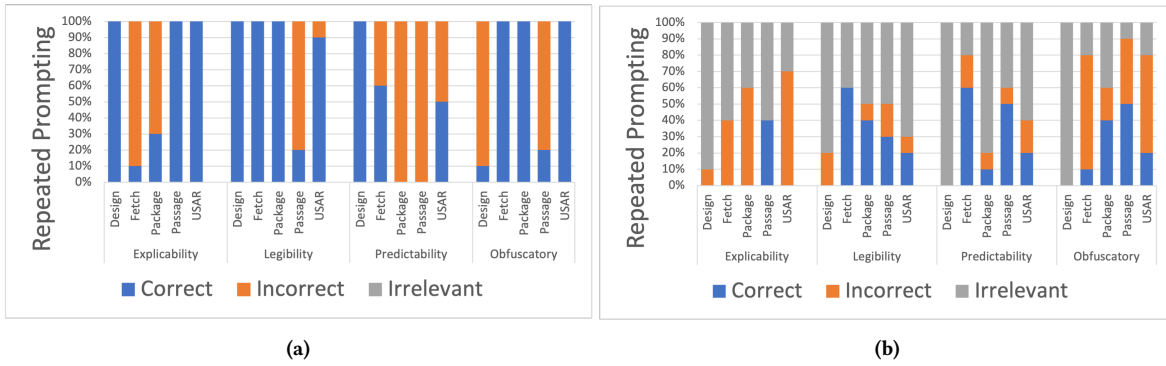 Repeated Prompting
100%
90%
80%
70%
60%
50%
40%
30%
20%
10%
0%
Design
Fetch
Package
Passage
USAR
Design
Fetch
Package
Passage
USAR
Design
Fetch
Package
Passage
USAR
Design
Fetch
Package
Passage
USAR
Explicability Legibility Predictability Obfuscatory
Correct Incorrect Irrelevant
(a)
Repeated Prompting
100%
90%
80%
70%
60%
50%
40%
30%
20%
10%
0%
Design
Fetch
Package
Passage
USAR
Design
Fetch
Package
Passage
USAR
Design
Fetch
Package
Passage
USAR
Design
Fetch
Package
Passage
USAR
Explicability Legibility Predictability Obfuscatory
Correct Incorrect Irrelevant
(b)